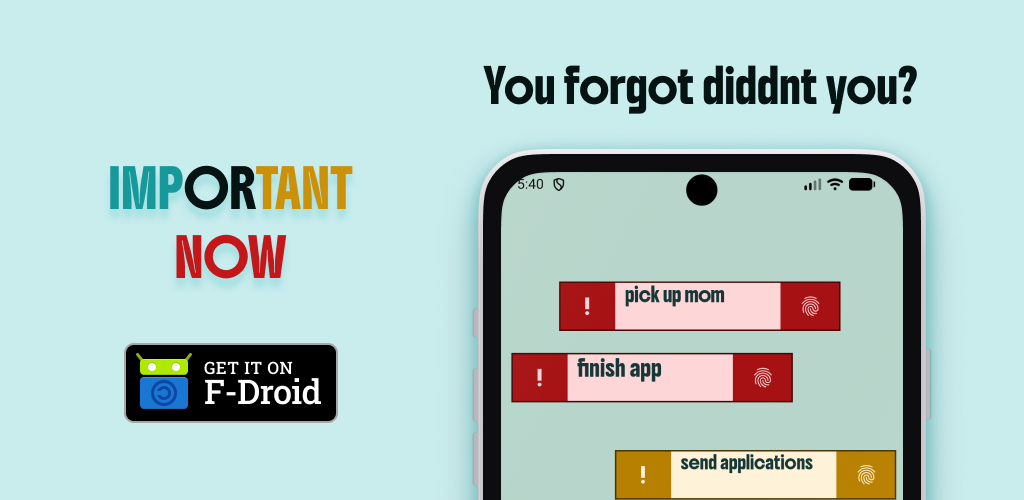 You forgot diddnt you?
IMPORTANT
NOW
GET IT ON
F-Droid
5:40
! pick up mom
! finish app
! send applications